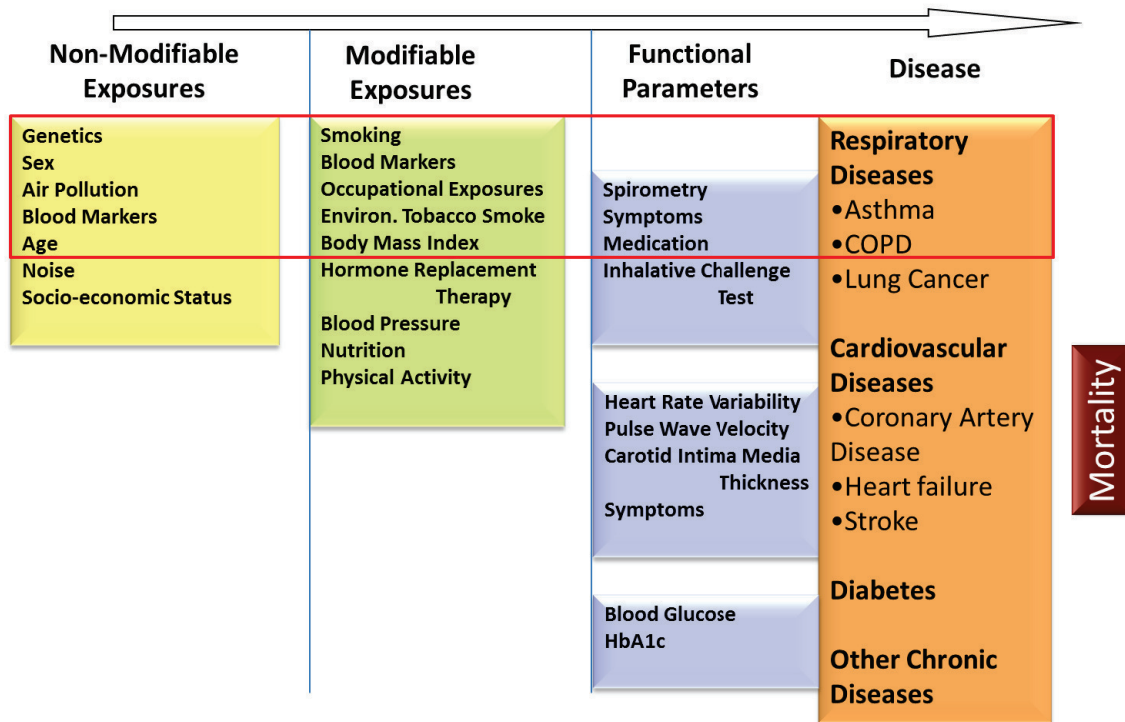 Non-Modifiable
Exposures
Modifiable
Exposures
Functional
Parameters
Disease
Genetics
Sex
Air Pollution
Blood Markers
Age
Noise
Socio-economic Status
Smoking
Blood Markers
Occupational Exposures
Environ. Tobacco Smoke
Body Mass Index
Hormone Replacement
Therapy
Blood Pressure
Nutrition
Physical Activity
Spirometry
Symptoms
Medication
Inhalative Challenge
Test
Heart Rate Variability
Pulse Wave Velocity
Carotid Intima Media
Thickness
Symptoms
Blood Glucose
HbA1c
Respiratory
Diseases
•Asthma
•COPD
•Lung Cancer
Cardiovascular
Diseases
•Coronary Artery
Disease
•Heart failure
•Stroke
Diabetes
Other Chronic
Diseases
Mortality